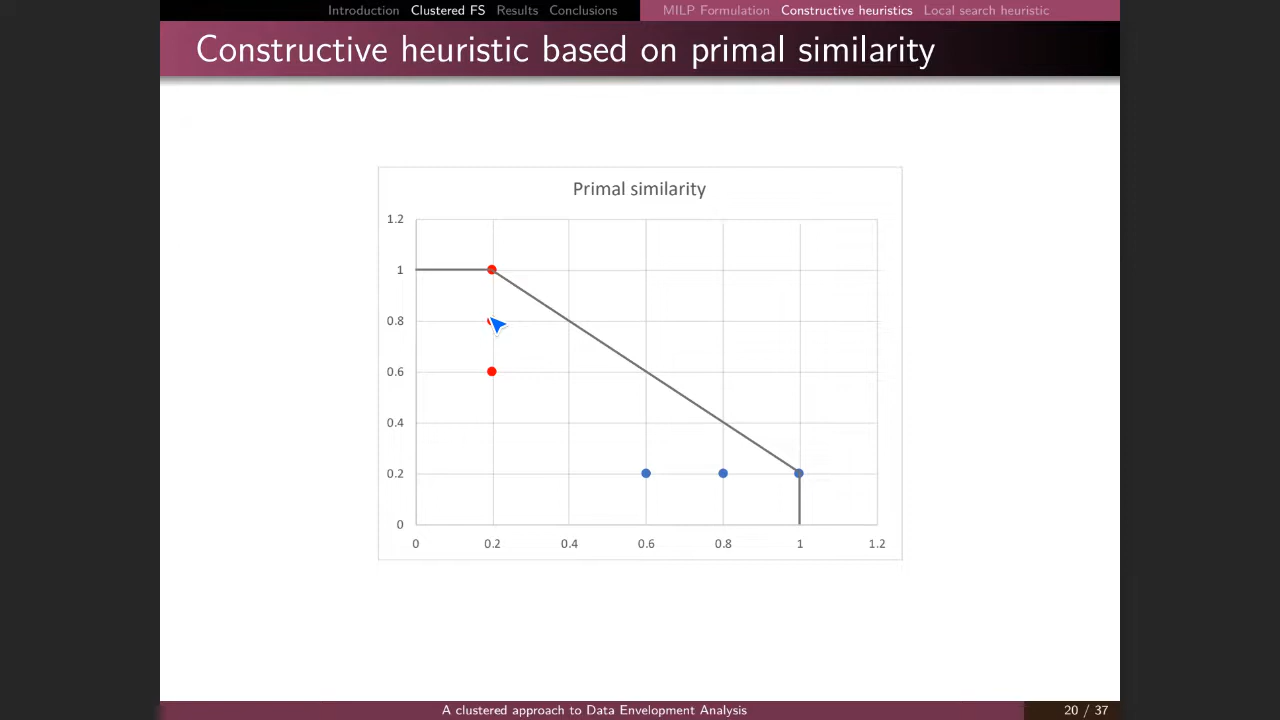 Introduction Clustered FS Results Conclusions MILP Formulation Constructive heuristics Local search heuristic
Constructive heuristic based on primal similarity
Primal similarity
1.2
1
0.8
0.6
0.4
0.2
0
0 0.2 0.4 0.6 0.8 1 1.2
A clustered approach to Data Envelopment Analysis 20 / 37